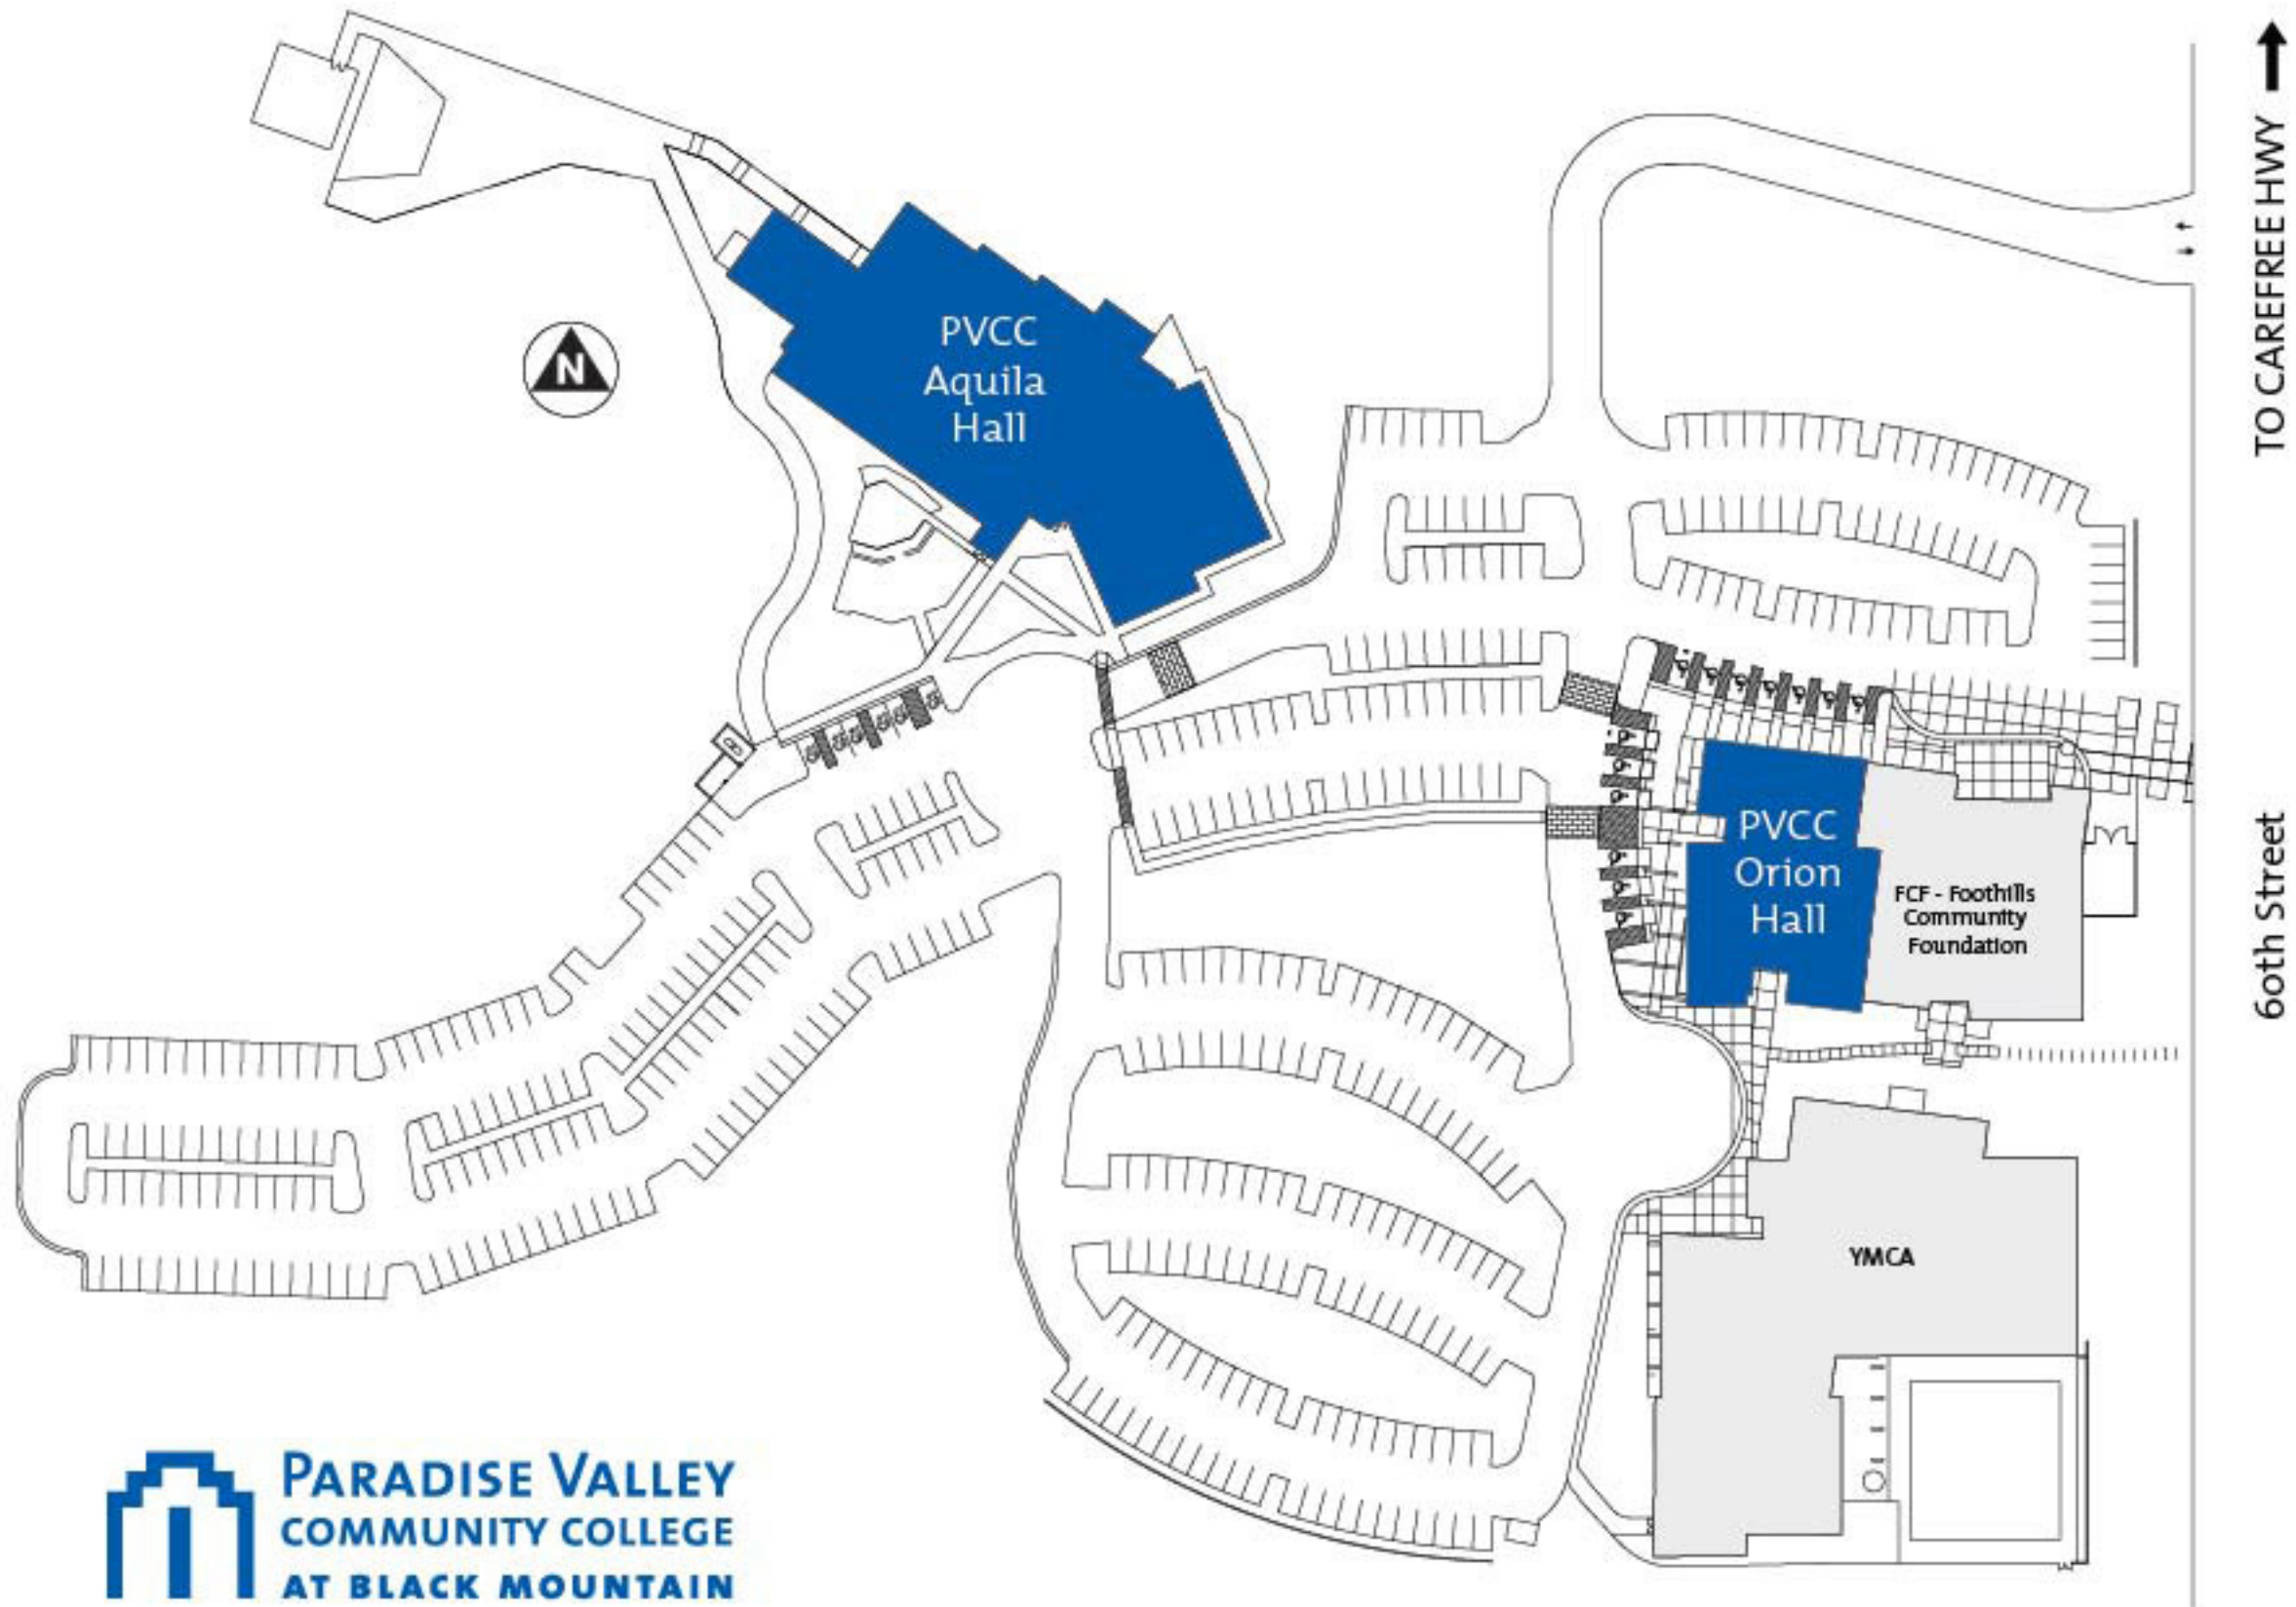 TO CAREFREE HWY
N
PVCC
Aquila
Hall
PVCC
Orion
Hall
FCF - Foothills
Community
Foundation
60th Street
YMCA
PARADISE VALLEY
COMMUNITY COLLEGE
AT BLACK MOUNTAIN